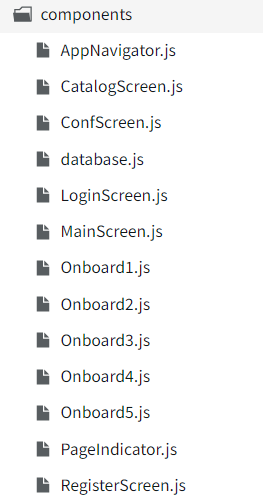 components
AppNavigator.js
CatalogScreen.js
ConfScreen.js
database.js
LoginScreen.js
MainScreen.js
Onboard1.js
Onboard2.js
Onboard3.js
Onboard4.js
Onboard5.js
PageIndicator.js
RegisterScreen.js